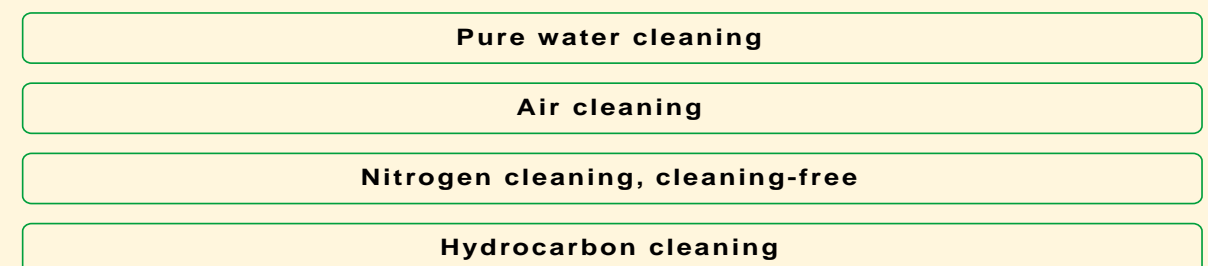 Pure water cleaning
Air cleaning
Nitrogen cleaning, cleaning-free
Hydrocarbon cleaning